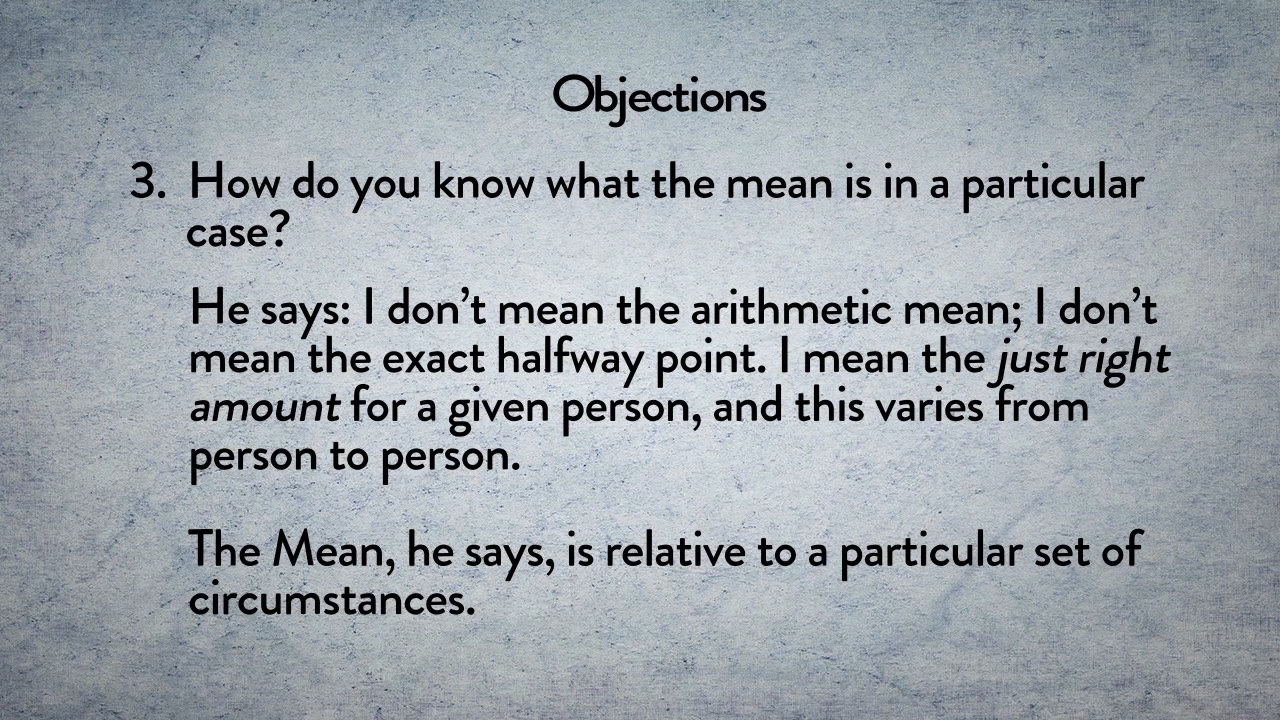 Objections
3. How do you know what the mean is in a particular
case?
He says: I don’t mean the arithmetic mean; I don’t
mean the exact halfway point. I mean the just right
amount for a given person, and this varies from
person to person.
The Mean, he says, is relative to a particular set of
circumstances.